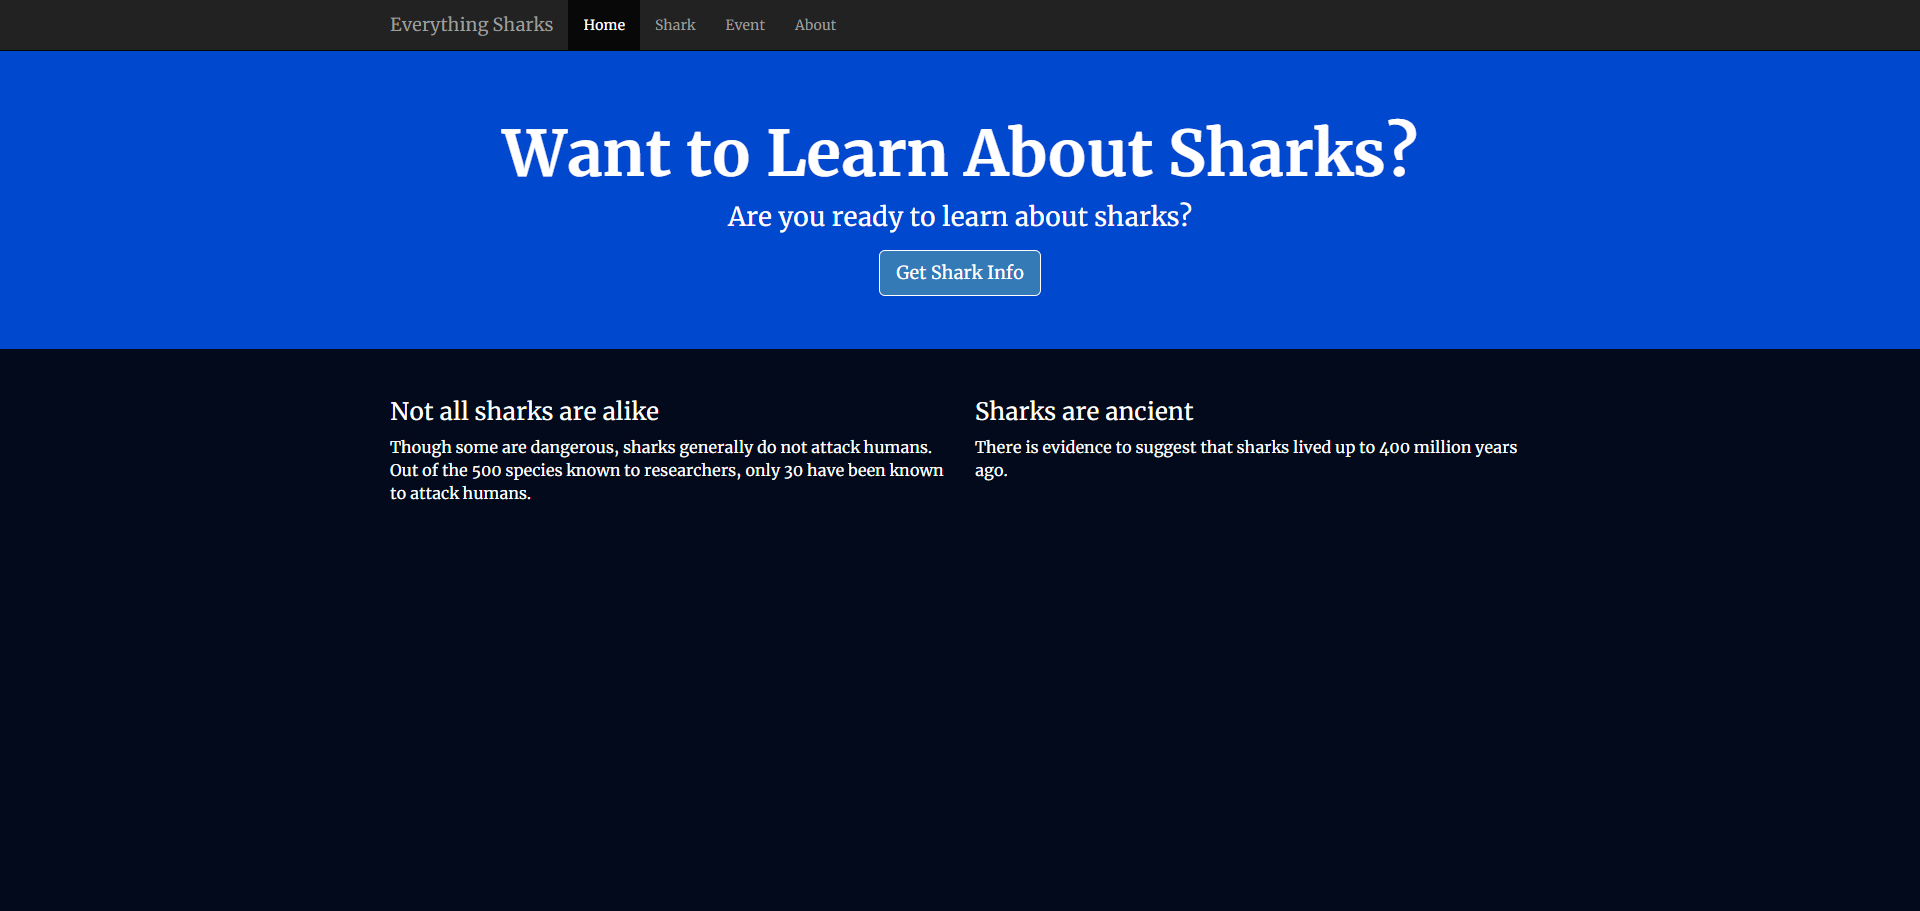 Everything Sharks Home Shark Event About
Want to Learn About Sharks?
Are you ready to learn about sharks?
Get Shark Info
Not all sharks are alike
Though some are dangerous, sharks generally do not attack humans.
Out of the 500 species known to researchers, only 30 have been known
to attack humans.
Sharks are ancient
There is evidence to suggest that sharks lived up to 400 million years
ago.